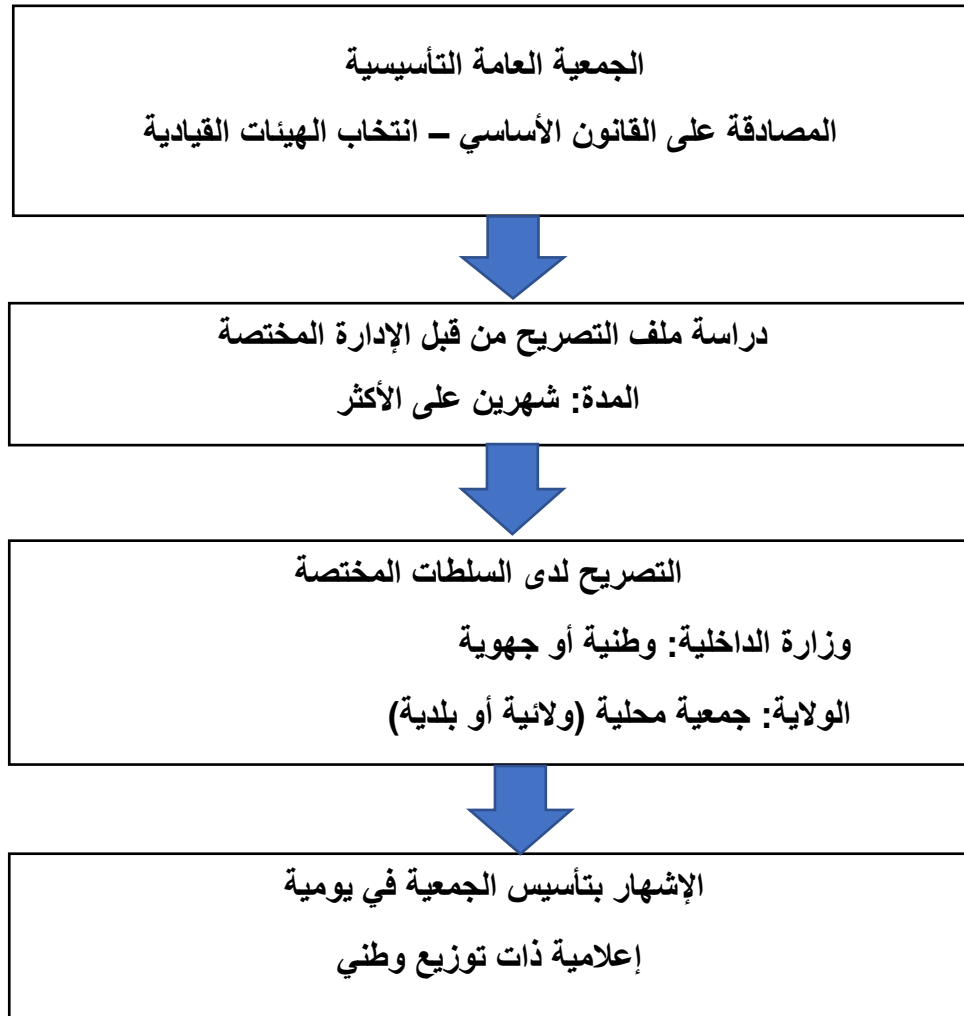 الجمعية العامة التأسيسية
المصادقة على القانون الأساسي – انتخاب الهيئات القيادية
دراسة ملف التصريح من قبل الإدارة المختصة
المدة: شهرين على الأكثر
التصريح لدى السلطات المختصة
وزارة الداخلية: وطنية أو جهوية
الولاية: جمعية محلية (ولائية أو بلدية)
الإشهار بتأسيس الجمعية في يومية
إعلامية ذات توزيع وطني